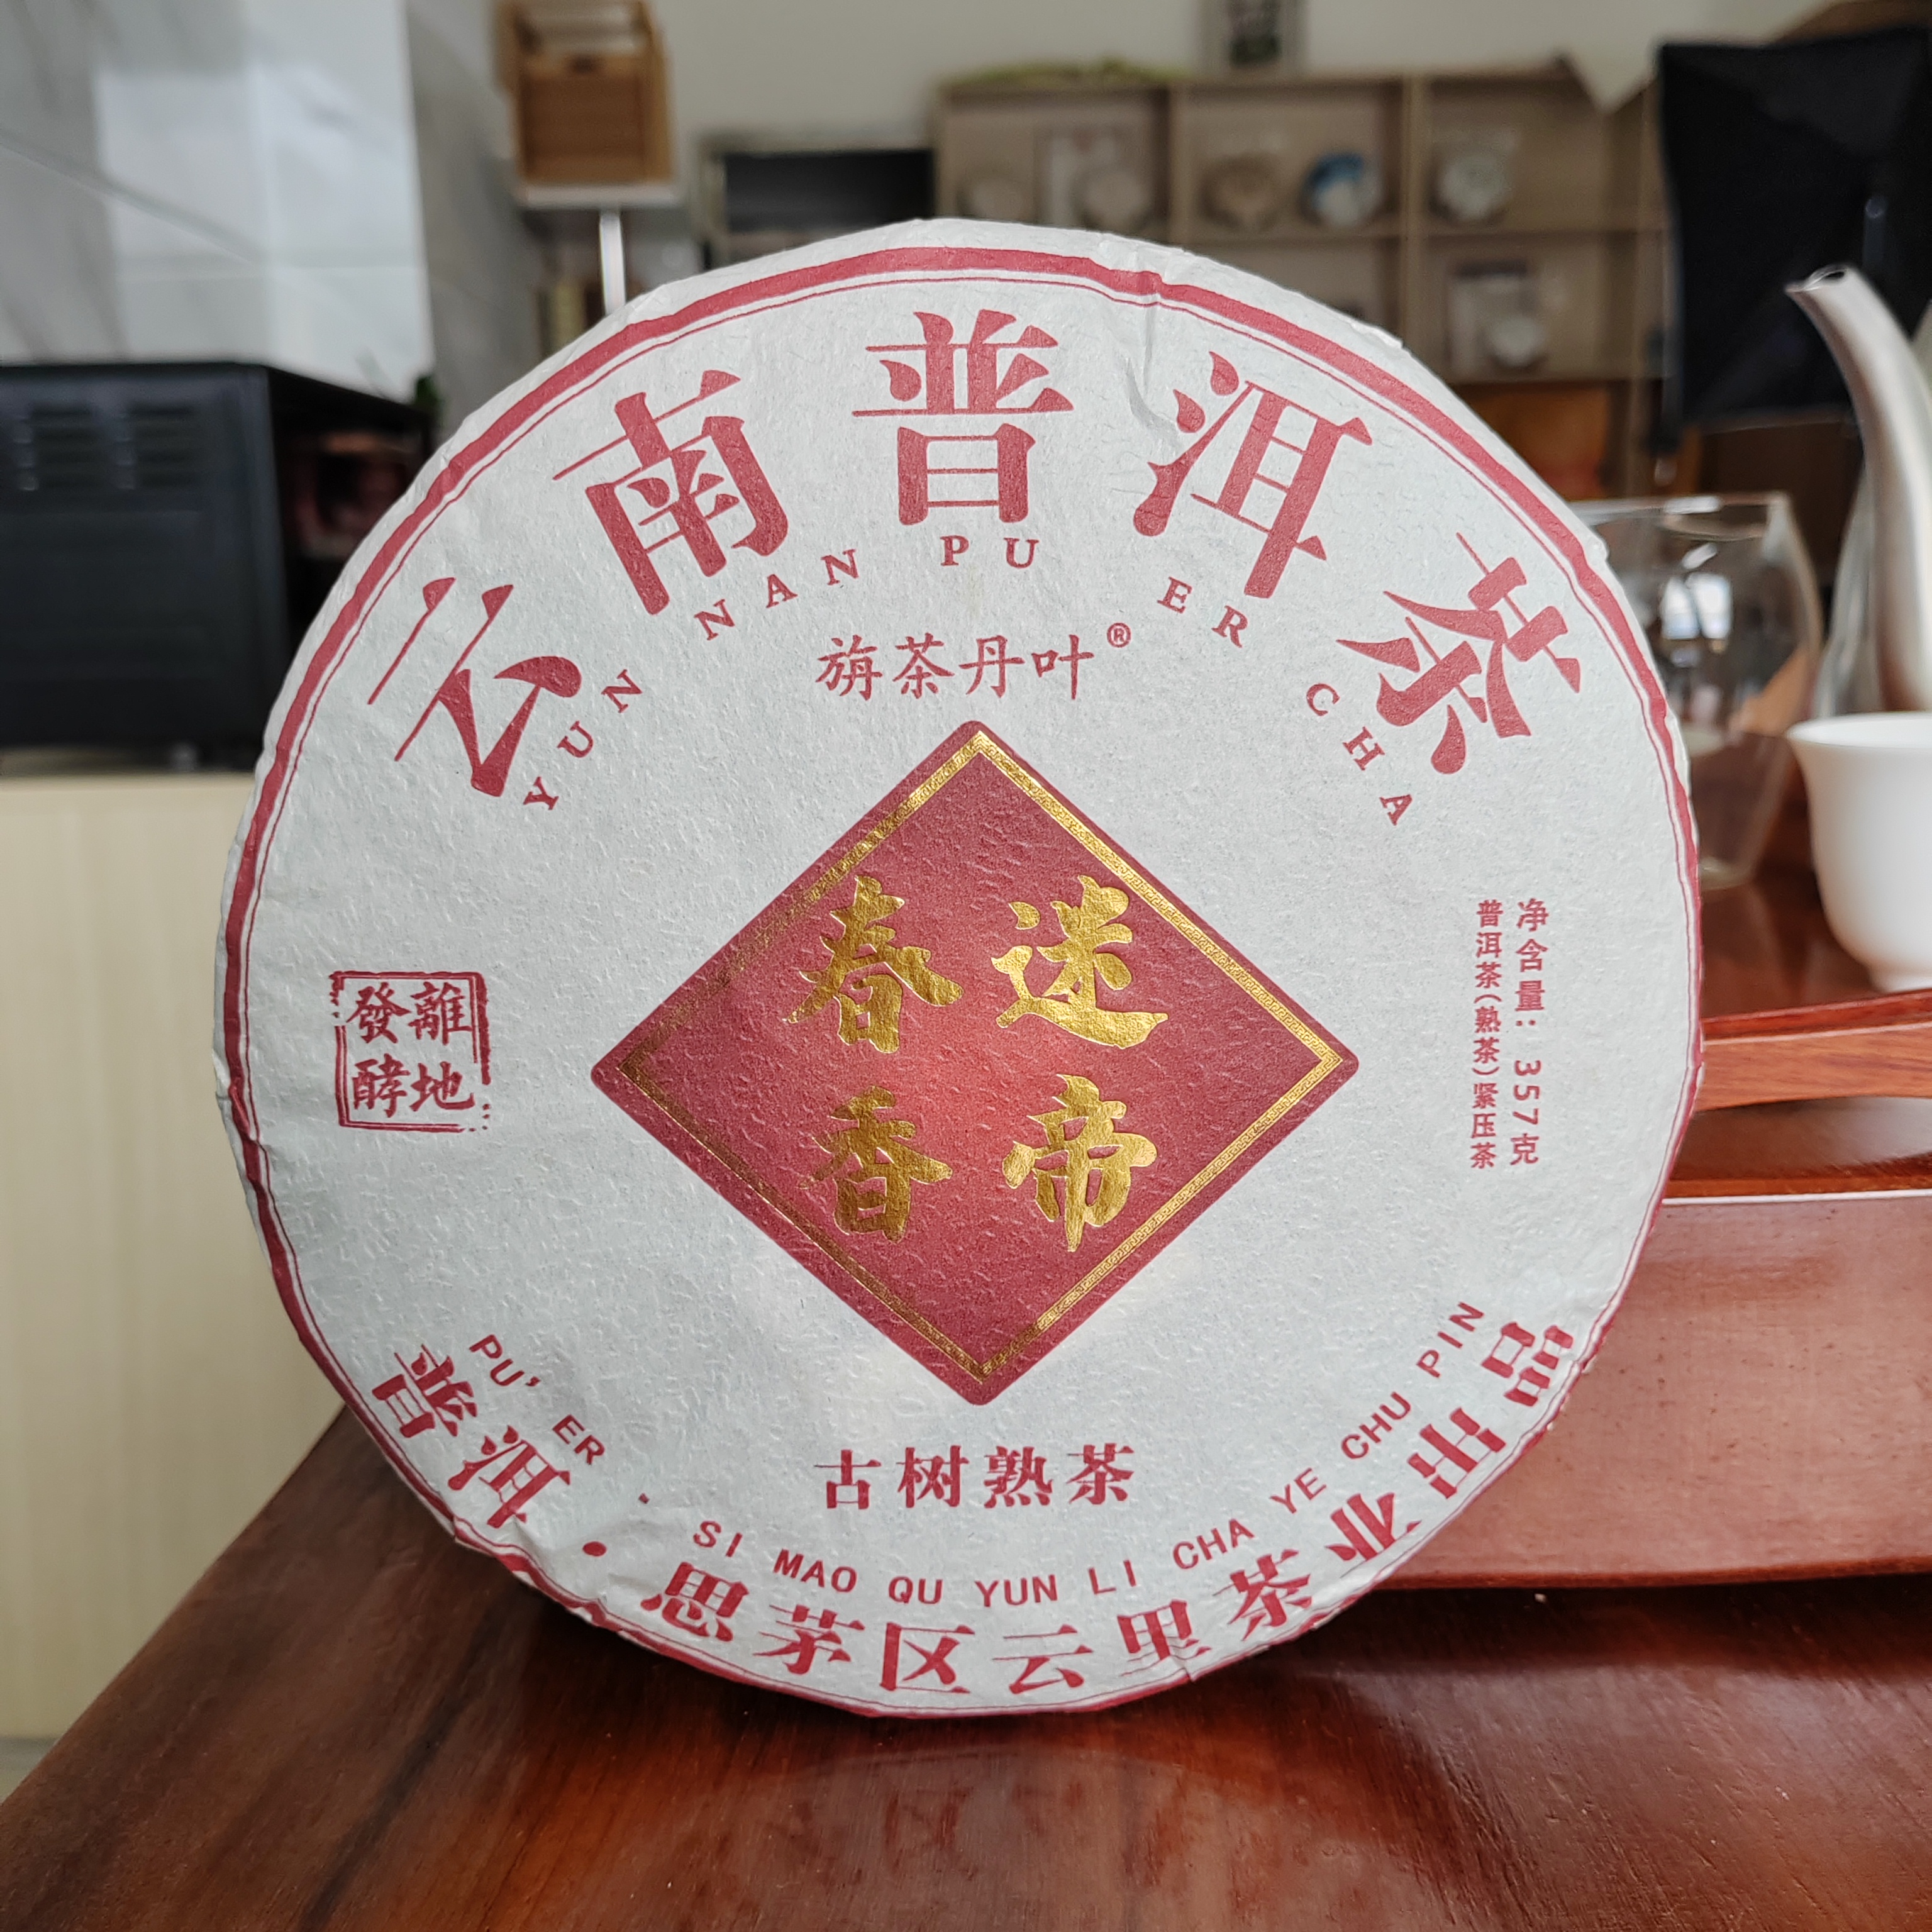 云南普洱茶
YUN NAN PU ER CHA
旃茶丹叶®
迷帝
春香
離地
發酵
净含量：357克
普洱茶（熟茶）紧压茶
古树熟茶
PU'ER · SI MAO QU YUN LI CHA YE CHU PIN
普洱·思茅区云里茶业出品